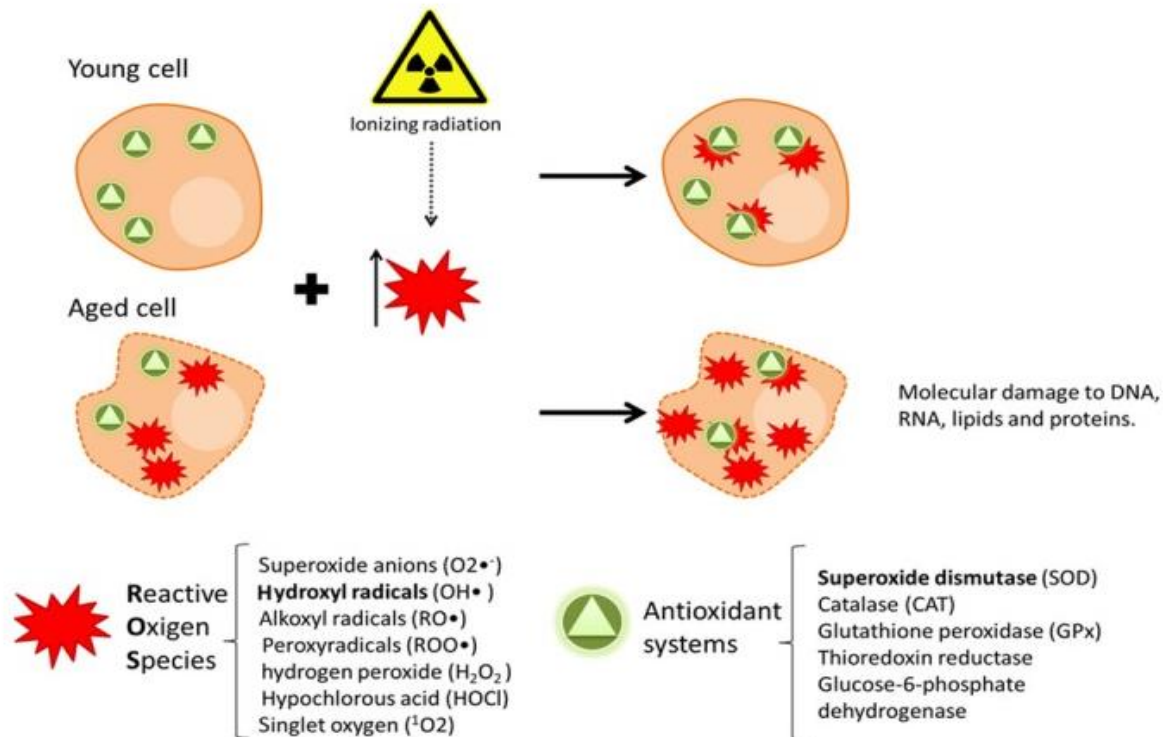 Young cell
Ionizing radiation
Aged cell
Molecular damage to DNA,
RNA, lipids and proteins.
Reactive
Oxigen
Species
Superoxide anions (O2•⁻)
Hydroxyl radicals (OH• )
Alkoxyl radicals (RO•)
Peroxyradicals (ROO•)
hydrogen peroxide (H₂O₂)
Hypochlorous acid (HOCl)
Singlet oxygen (¹O2)
Antioxidant
systems
Superoxide dismutase (SOD)
Catalase (CAT)
Glutathione peroxidase (GPx)
Thioredoxin reductase
Glucose-6-phosphate
dehydrogenase